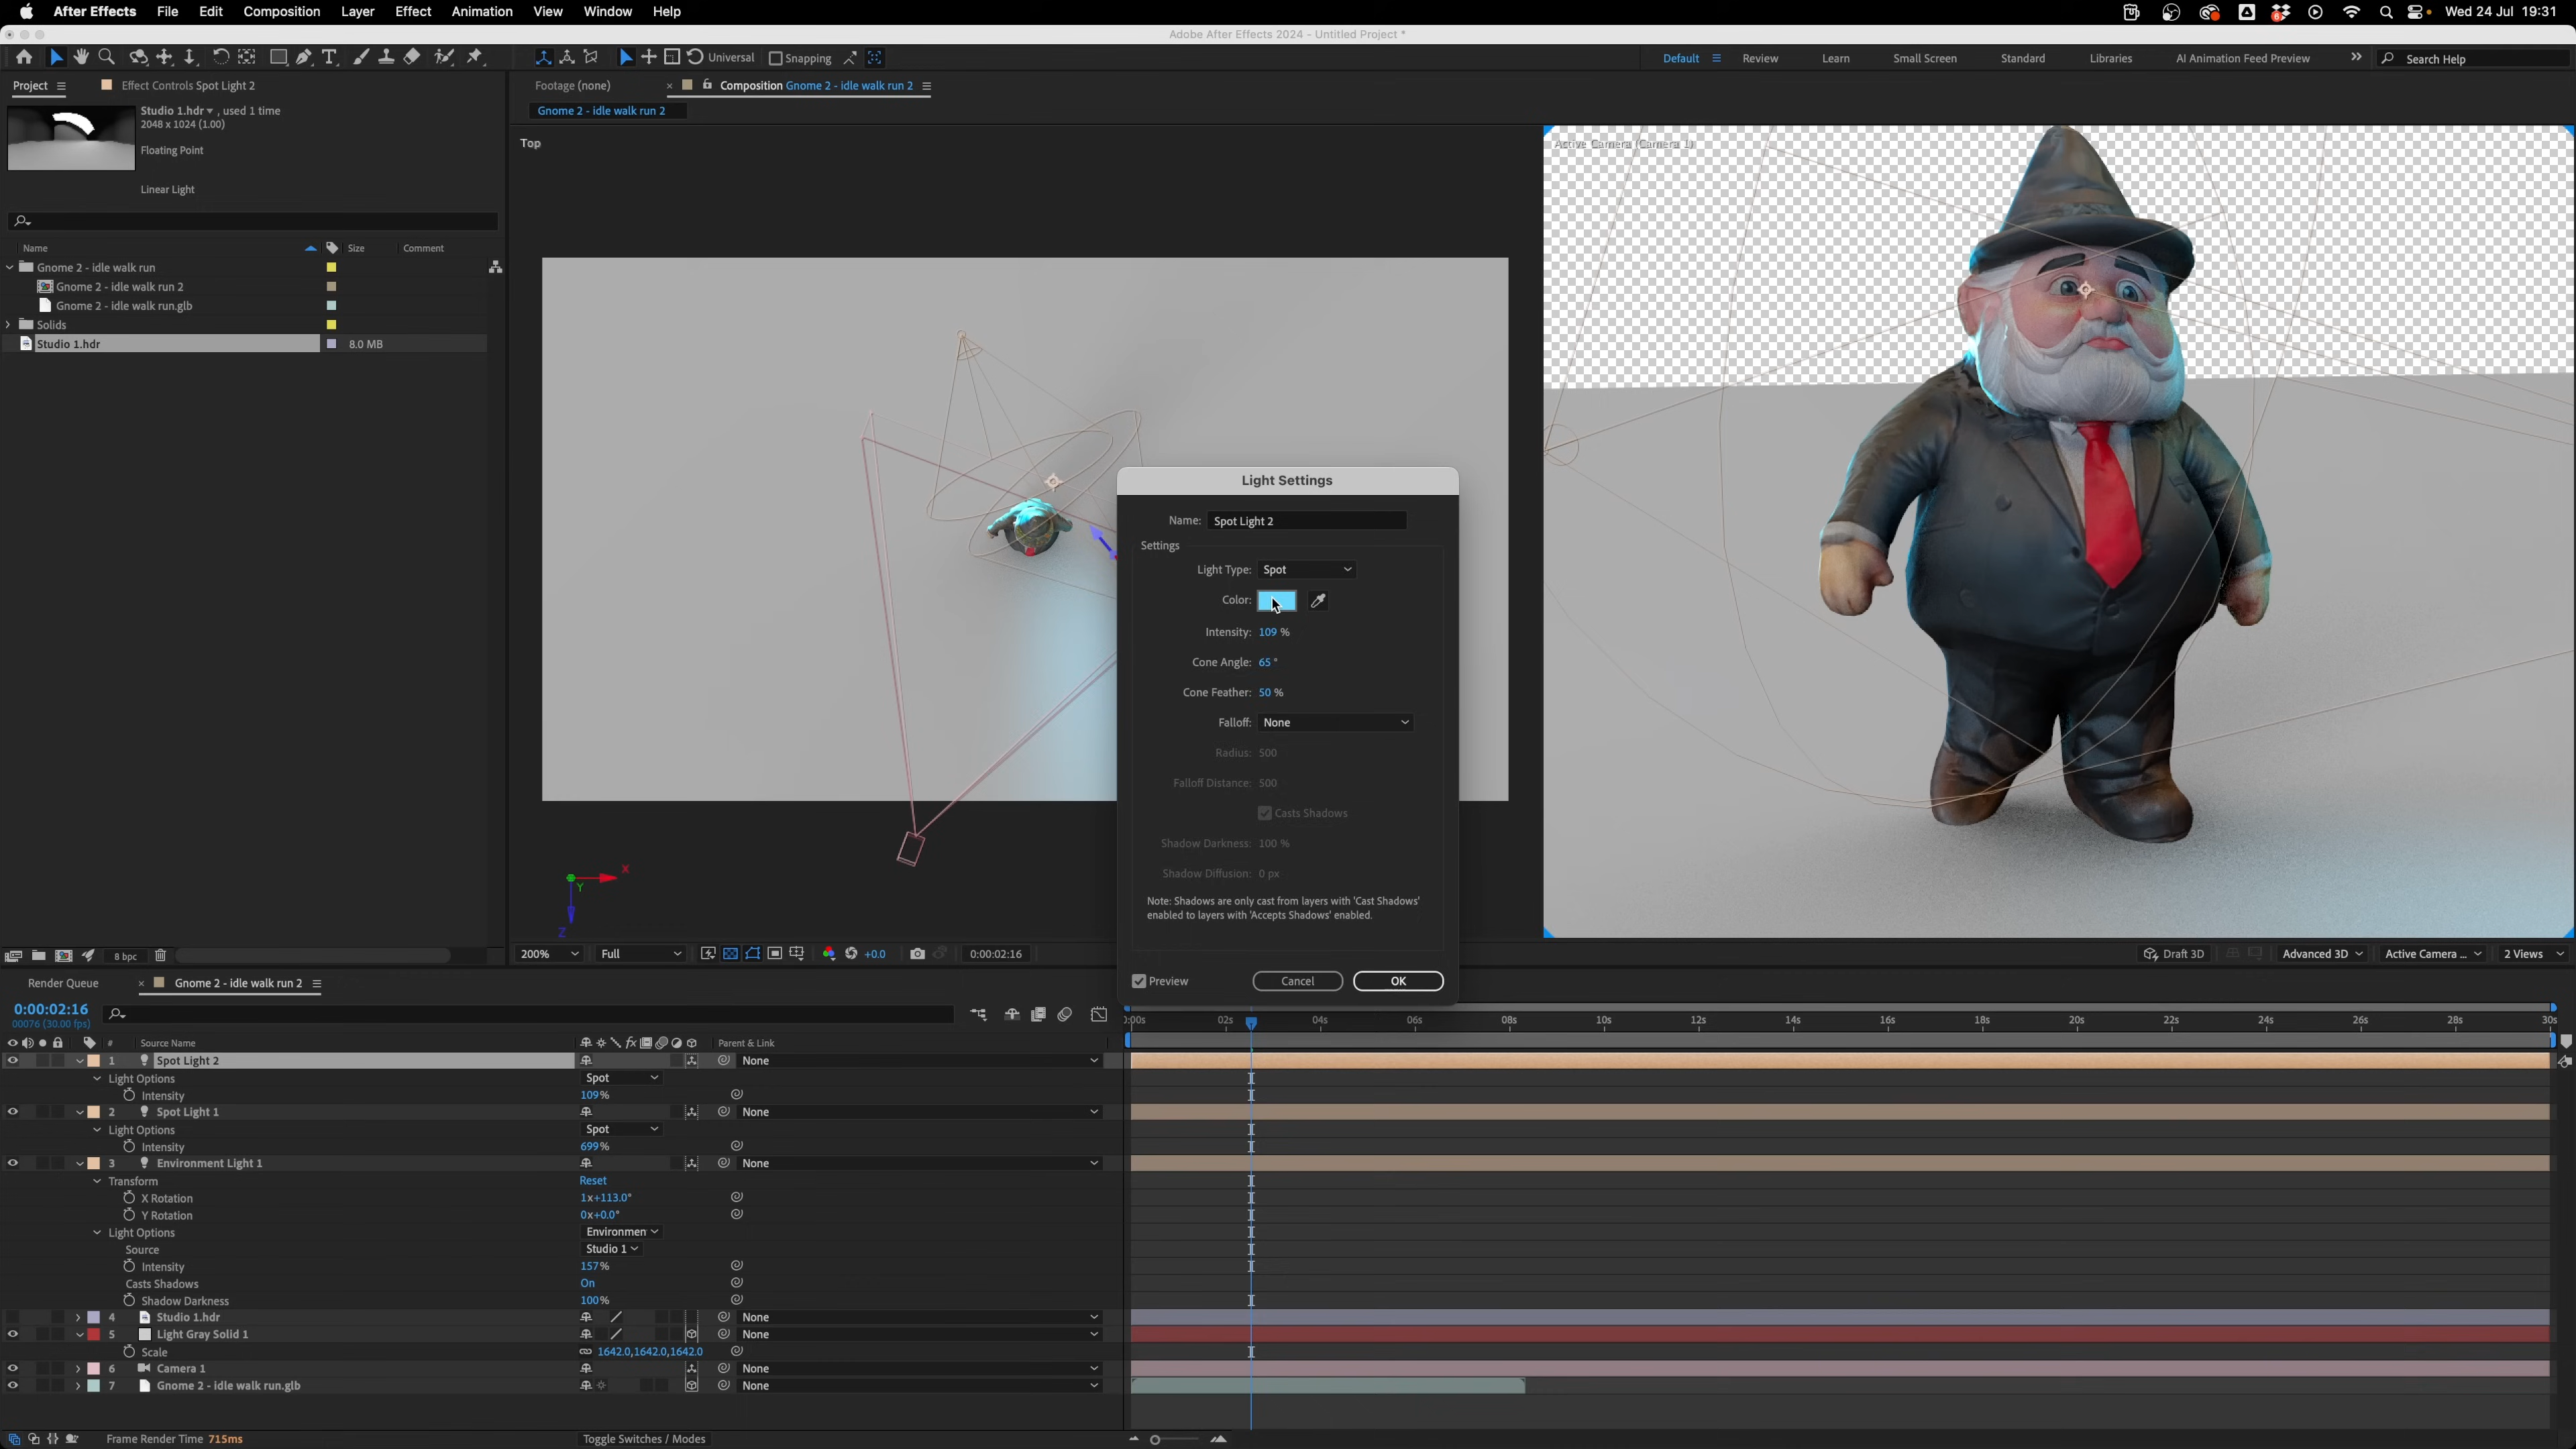 After Effects File Edit Composition Layer Effect Animation View Window Help Wed 24 Jul 19:31
Adobe After Effects 2024 - Untitled Project *
Universal Snapping Default Review Learn Small Screen Standard Libraries AI Animation Feed Preview Search Help
Project Effect Controls Spot Light 2
Footage (none) Composition Gnome 2 - idle walk run 2
Gnome 2 - idle walk run 2
Studio 1.hdr , used 1 time
2048 x 1024 (1.00)
Floating Point
Linear Light
Name Size Comment
Gnome 2 - idle walk run
Gnome 2 - idle walk run 2
Gnome 2 - idle walk run.glb
Solids
Studio 1.hdr 8.0 MB
Top
Active Camera (Camera 1)
X
Y
Z
Light Settings
Name: Spot Light 2
Settings
Light Type: Spot
Color:
Intensity: 109 %
Cone Angle: 65 °
Cone Feather: 50 %
Falloff: None
Radius: 500
Falloff Distance: 500
Casts Shadows
Shadow Darkness: 100 %
Shadow Diffusion: 0 px
Note: Shadows are only cast from layers with 'Cast Shadows'
enabled to layers with 'Accepts Shadows' enabled.
Preview Cancel OK
8 bpc
200% Full +0.0 0:00:02:16
Draft 3D Advanced 3D Active Camera ... 2 Views
Render Queue Gnome 2 - idle walk run 2
0:00:02:16
00076 (30.00 fps)
# Source Name Parent & Link
0:00s 02s 04s 06s 08s 10s 12s 14s 16s 18s 20s 22s 24s 26s 28s 30s
1 Spot Light 2 None
Light Options Spot
Intensity 109%
2 Spot Light 1 None
Light Options Spot
Intensity 699%
3 Environment Light 1 None
Transform Reset
X Rotation 1x+113.0°
Y Rotation 0x+0.0°
Light Options Environmen
Source Studio 1
Intensity 157%
Casts Shadows On
Shadow Darkness 100%
4 Studio 1.hdr None
5 Light Gray Solid 1 None
Scale 1642.0,1642.0,1642.0
6 Camera 1 None
7 Gnome 2 - idle walk run.glb None
Frame Render Time 715ms Toggle Switches / Modes